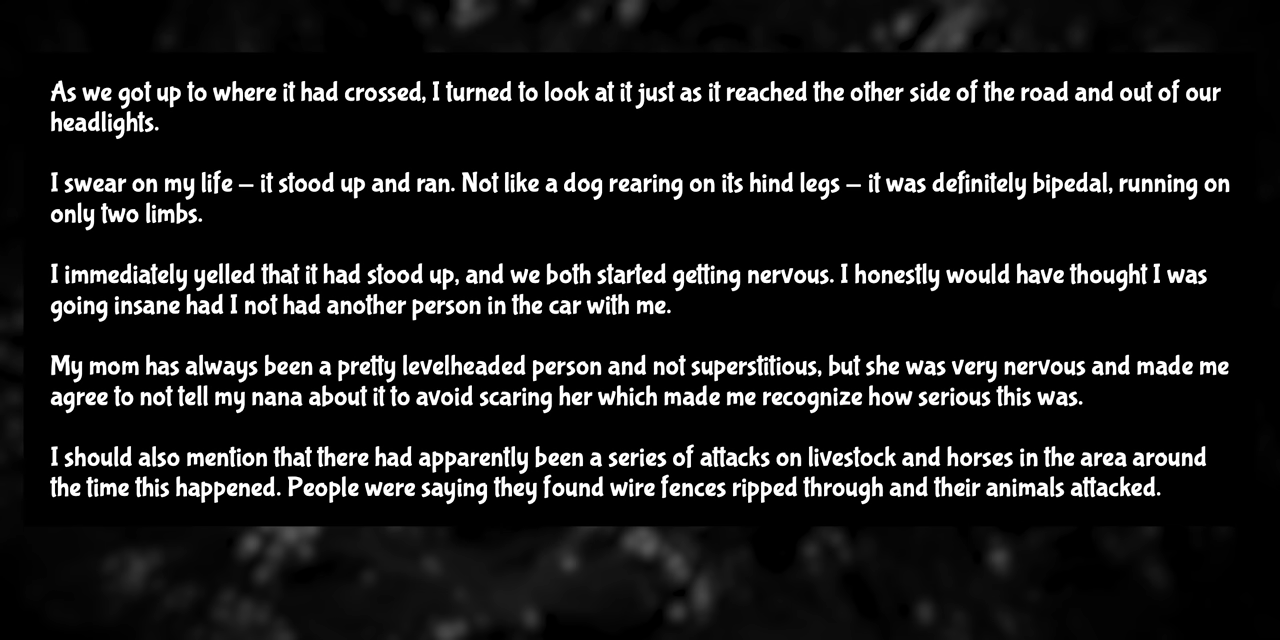 As we got up to where it had crossed, I turned to look at it just as it reached the other side of the road and out of our
headlights.
I swear on my life – it stood up and ran. Not like a dog rearing on its hind legs – it was definitely bipedal, running on
only two limbs.
I immediately yelled that it had stood up, and we both started getting nervous. I honestly would have thought I was
going insane had I not had another person in the car with me.
My mom has always been a pretty levelheaded person and not superstitious, but she was very nervous and made me
agree to not tell my nana about it to avoid scaring her which made me recognize how serious this was.
I should also mention that there had apparently been a series of attacks on livestock and horses in the area around
the time this happened. People were saying they found wire fences ripped through and their animals attacked.